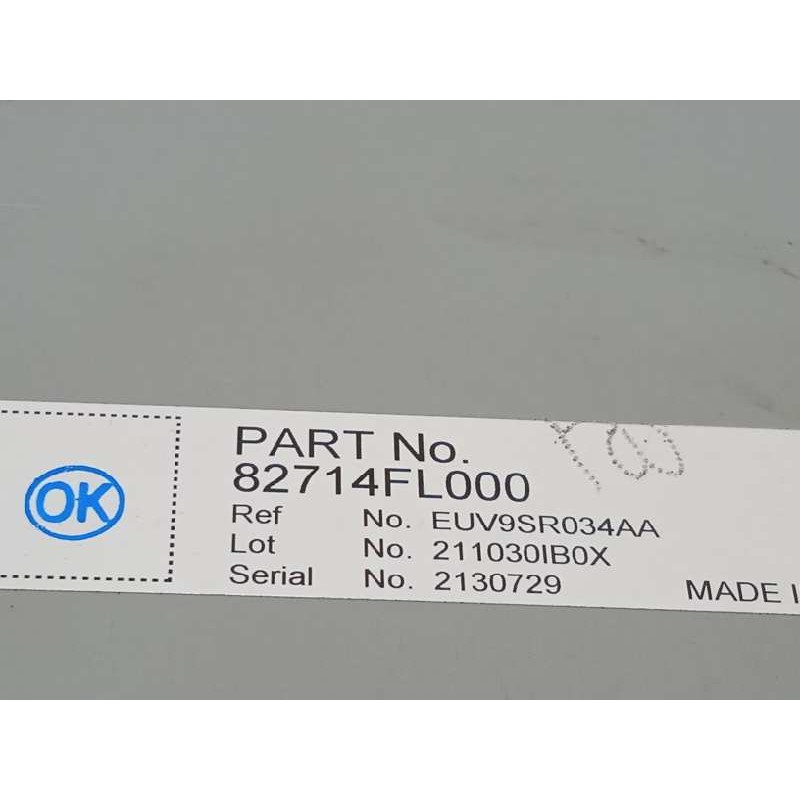 OK
PART No.
82714FL000
Ref No. EUV9SR034AA
Lot No. 211030IB0X
Serial No. 2130729
MADE I